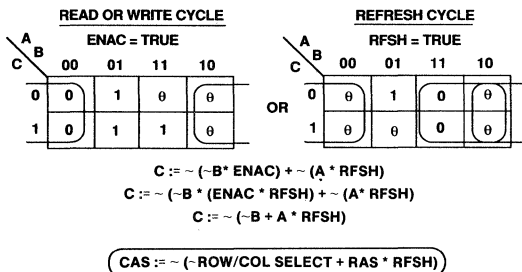 READ OR WRITE CYCLE
ENAC = TRUE
A
B
C
00 01 11 10
0 0 1 θ θ
1 0 1 1 θ
OR
REFRESH CYCLE
RFSH = TRUE
A
B
C
00 01 11 10
0 θ 1 0 θ
1 θ θ 0 θ
C := ~ (~B* ENAC) + ~ (A * RFSH)
C := ~ (~B * (ENAC * RFSH) + ~ (A* RFSH)
C := ~ (~B + A * RFSH)
CAS := ~ (~ROW/COL SELECT + RAS * RFSH)